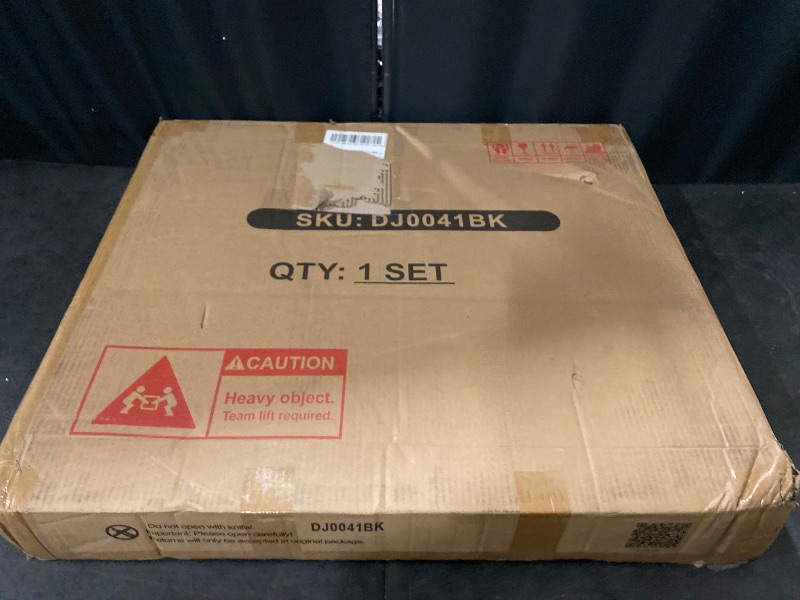 SKU: DJ0041BK
QTY: 1 SET
CAUTION
Heavy object.
Team lift required.
Do not open with knife!
DJ0041BK
Important: Please open carefully!
Returns will only be accepted in original package.